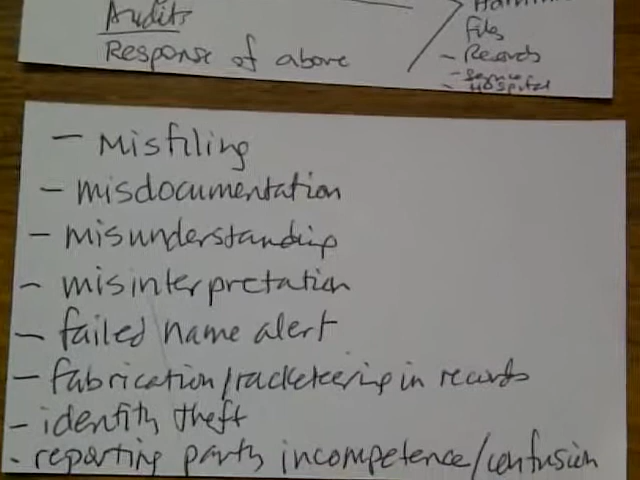 Audits
Response of above
Files
- Records
- Service
- Hospital
- Misfiling
- misdocumentation
- misunderstanding
- misinterpretation
- failed name alert
- fabrication/racketeering in records
- identity theft
- reporting party incompetence/confusion